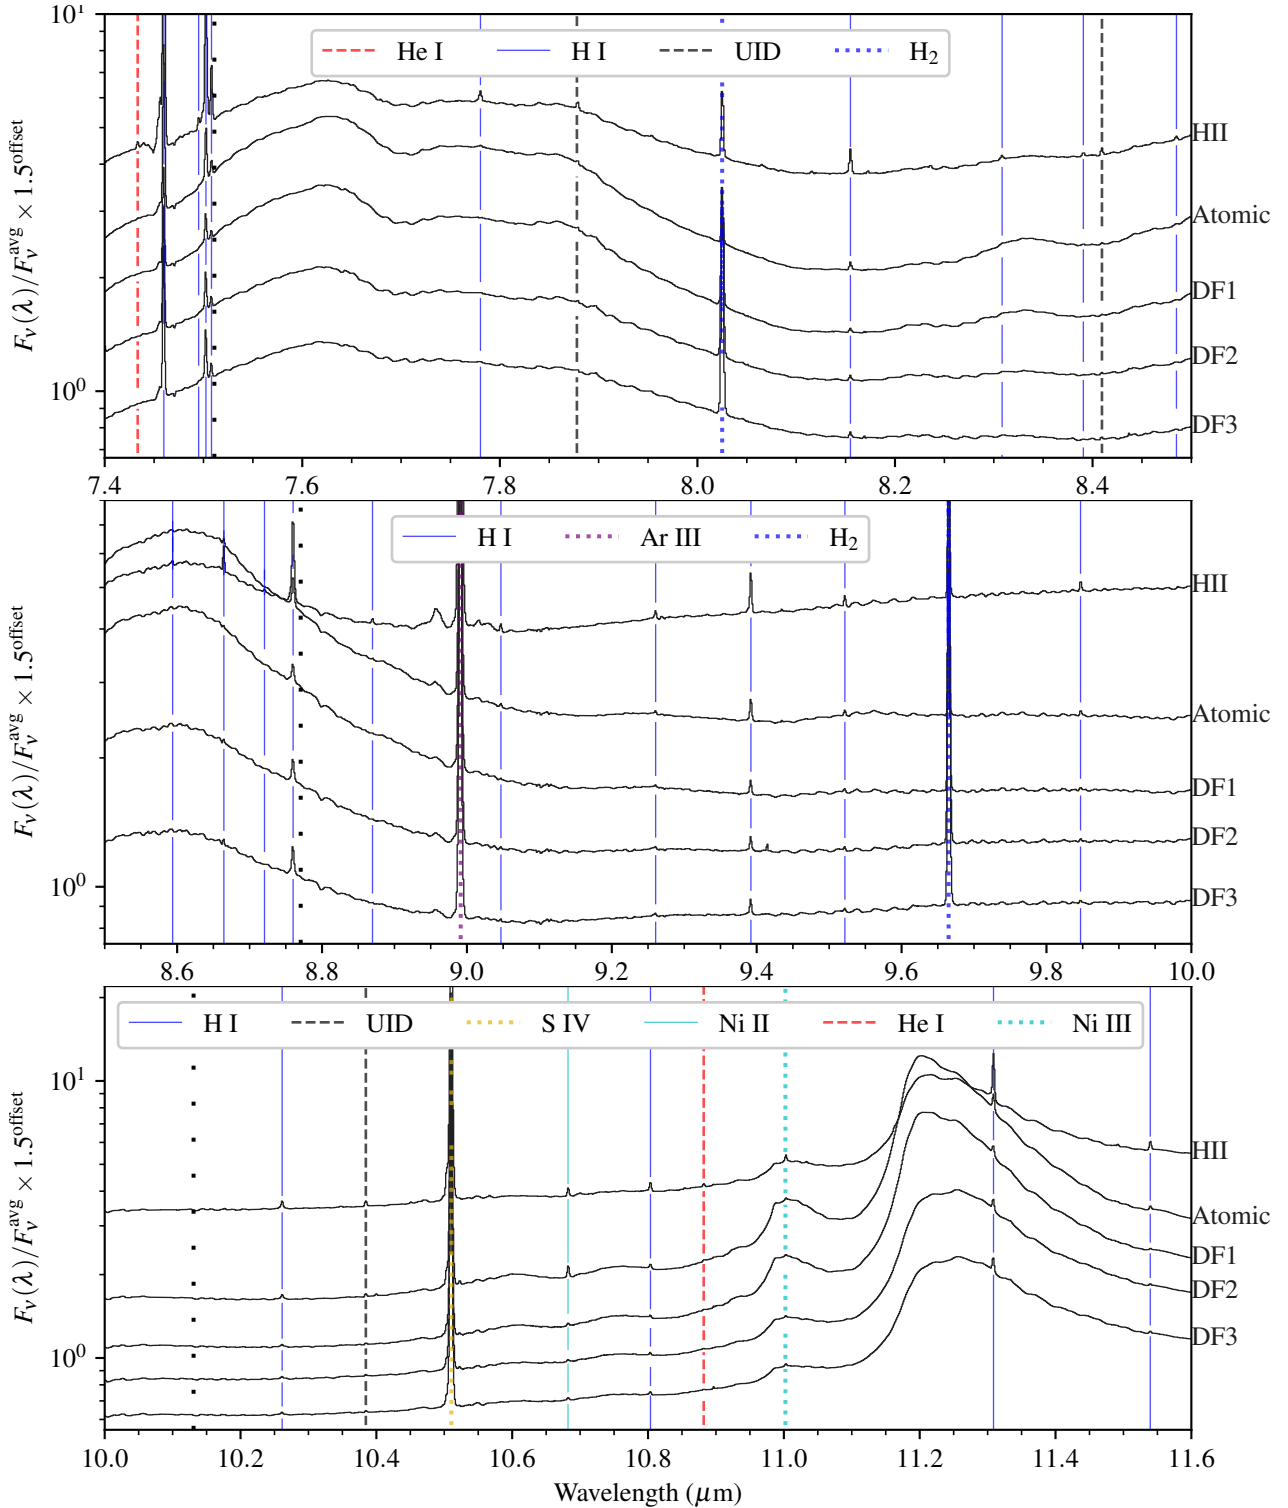 10¹
He I H I UID H₂
HII
Atomic
DF1
DF2
DF3
10⁰
Fν(λ)/Fν^avg × 1.5^offset
7.4 7.6 7.8 8.0 8.2 8.4
H I Ar III H₂
HII
Atomic
DF1
DF2
DF3
10⁰
Fν(λ)/Fν^avg × 1.5^offset
8.6 8.8 9.0 9.2 9.4 9.6 9.8 10.0
H I UID S IV Ni II He I Ni III
10¹
HII
Atomic
DF1
DF2
DF3
10⁰
Fν(λ)/Fν^avg × 1.5^offset
10.0 10.2 10.4 10.6 10.8 11.0 11.2 11.4 11.6
Wavelength (μm)